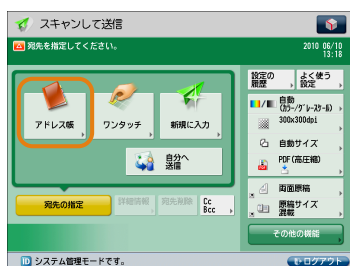 スキャンして送信
宛先を指定してください。
2010 06/10
13:18
アドレス帳
ワンタッチ
新規に入力
自分へ
送信
宛先の指定
詳細情報
宛先削除
Cc
Bcc
設定の
履歴
よく使う
設定
自動
(カラー/グレースケール)
300x300dpi
自動サイズ
PDF(高圧縮)
両面原稿
原稿サイズ
混載
その他の機能
ID システム管理モードです。
ログアウト